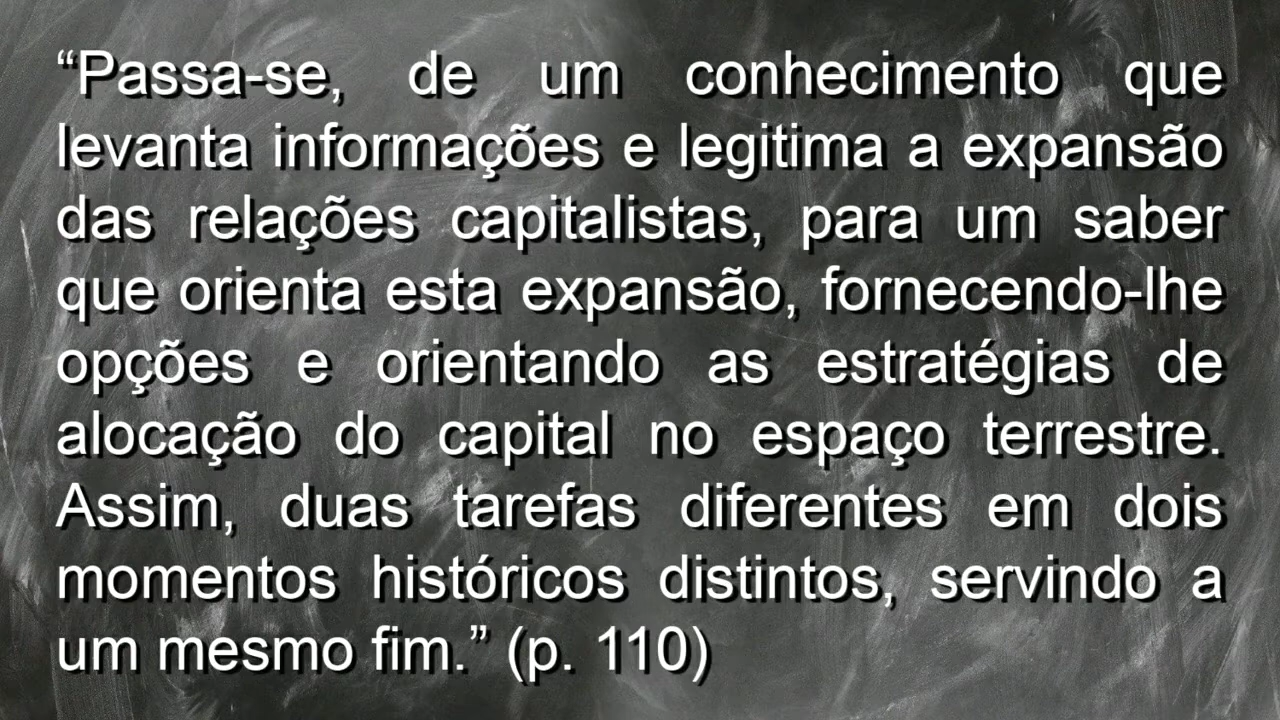 “Passa-se, de um conhecimento que
levanta informações e legitima a expansão
das relações capitalistas, para um saber
que orienta esta expansão, fornecendo-lhe
opções e orientando as estratégias de
alocação do capital no espaço terrestre.
Assim, duas tarefas diferentes em dois
momentos históricos distintos, servindo a
um mesmo fim.” (p. 110)